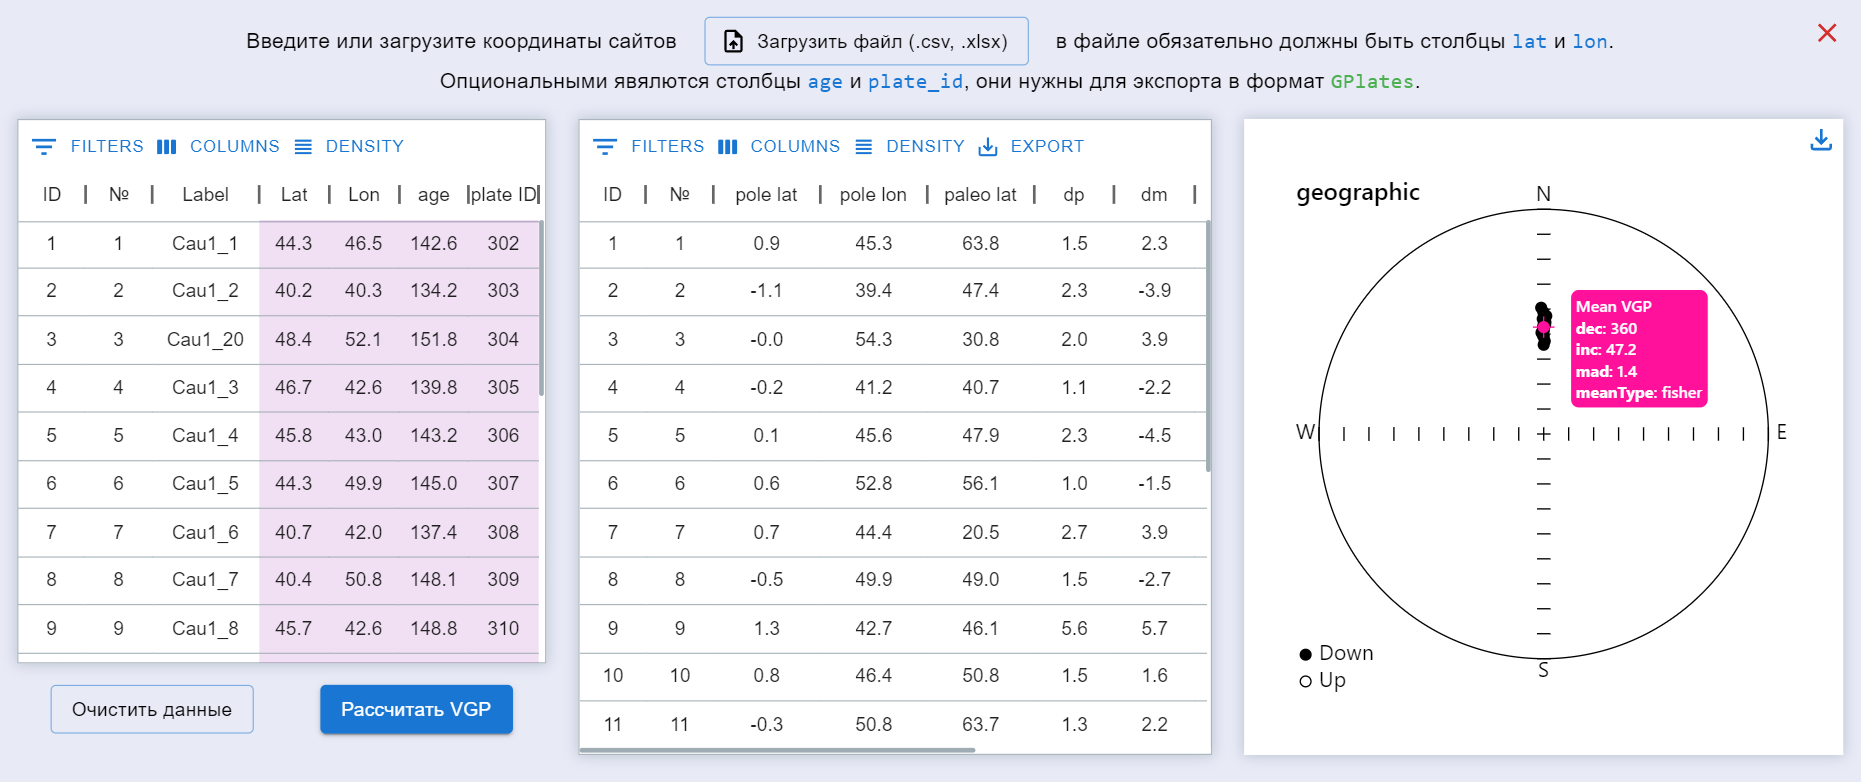 Введите или загрузите координаты сайтов Загрузить файл (.csv, .xlsx) в файле обязательно должны быть столбцы lat и lon.
Опциональными явялются столбцы age и plate_id, они нужны для экспорта в формат GPlates.
FILTERS COLUMNS DENSITY
ID № Label Lat Lon age plate ID
1 1 Cau1_1 44.3 46.5 142.6 302
2 2 Cau1_2 40.2 40.3 134.2 303
3 3 Cau1_20 48.4 52.1 151.8 304
4 4 Cau1_3 46.7 42.6 139.8 305
5 5 Cau1_4 45.8 43.0 143.2 306
6 6 Cau1_5 44.3 49.9 145.0 307
7 7 Cau1_6 40.7 42.0 137.4 308
8 8 Cau1_7 40.4 50.8 148.1 309
9 9 Cau1_8 45.7 42.6 148.8 310
Очистить данные Рассчитать VGP
FILTERS COLUMNS DENSITY EXPORT
ID № pole lat pole lon paleo lat dp dm
1 1 0.9 45.3 63.8 1.5 2.3
2 2 -1.1 39.4 47.4 2.3 -3.9
3 3 -0.0 54.3 30.8 2.0 3.9
4 4 -0.2 41.2 40.7 1.1 -2.2
5 5 0.1 45.6 47.9 2.3 -4.5
6 6 0.6 52.8 56.1 1.0 -1.5
7 7 0.7 44.4 20.5 2.7 3.9
8 8 -0.5 49.9 49.0 1.5 -2.7
9 9 1.3 42.7 46.1 5.6 5.7
10 10 0.8 46.4 50.8 1.5 1.6
11 11 -0.3 50.8 63.7 1.3 2.2
geographic
N
Mean VGP
dec: 360
inc: 47.2
mad: 1.4
meanType: fisher
W E
S
Down
Up